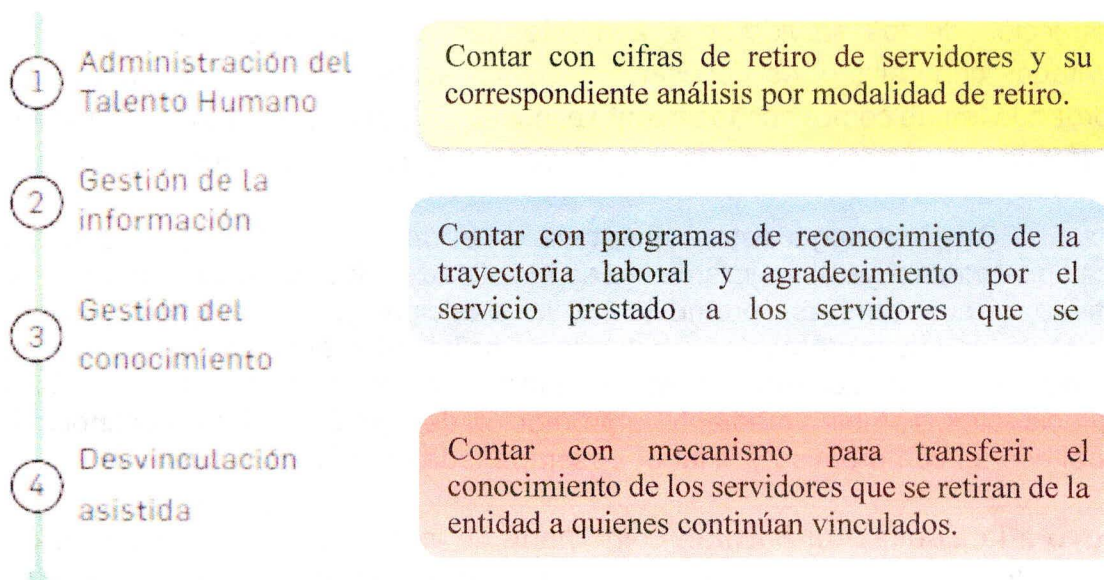 1
Administración del
Talento Humano
2
Gestión de la
información
3
Gestión del
conocimiento
4
Desvinculación
asistida
Contar con cifras de retiro de servidores y su
correspondiente análisis por modalidad de retiro.
Contar con programas de reconocimiento de la
trayectoria laboral y agradecimiento por el
servicio prestado a los servidores que se
Contar con mecanismo para transferir el
conocimiento de los servidores que se retiran de la
entidad a quienes continúan vinculados.